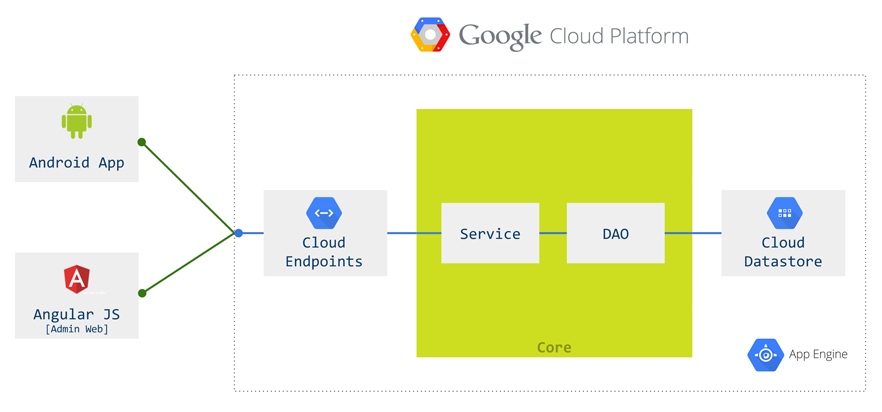 Google Cloud Platform
Android App
Angular JS
[Admin Web]
Cloud
Endpoints
Service
DAO
Core
Cloud
Datastore
App Engine